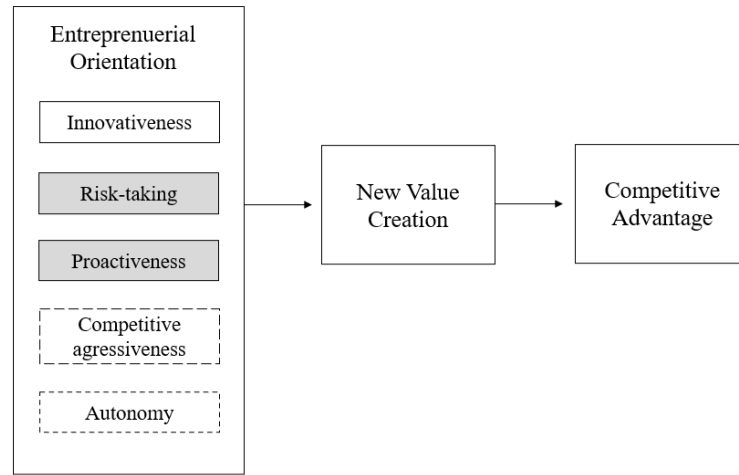 Entreprenuerial
Orientation
Innovativeness
Risk-taking
Proactiveness
Competitive
agressiveness
Autonomy
New Value
Creation
Competitive
Advantage